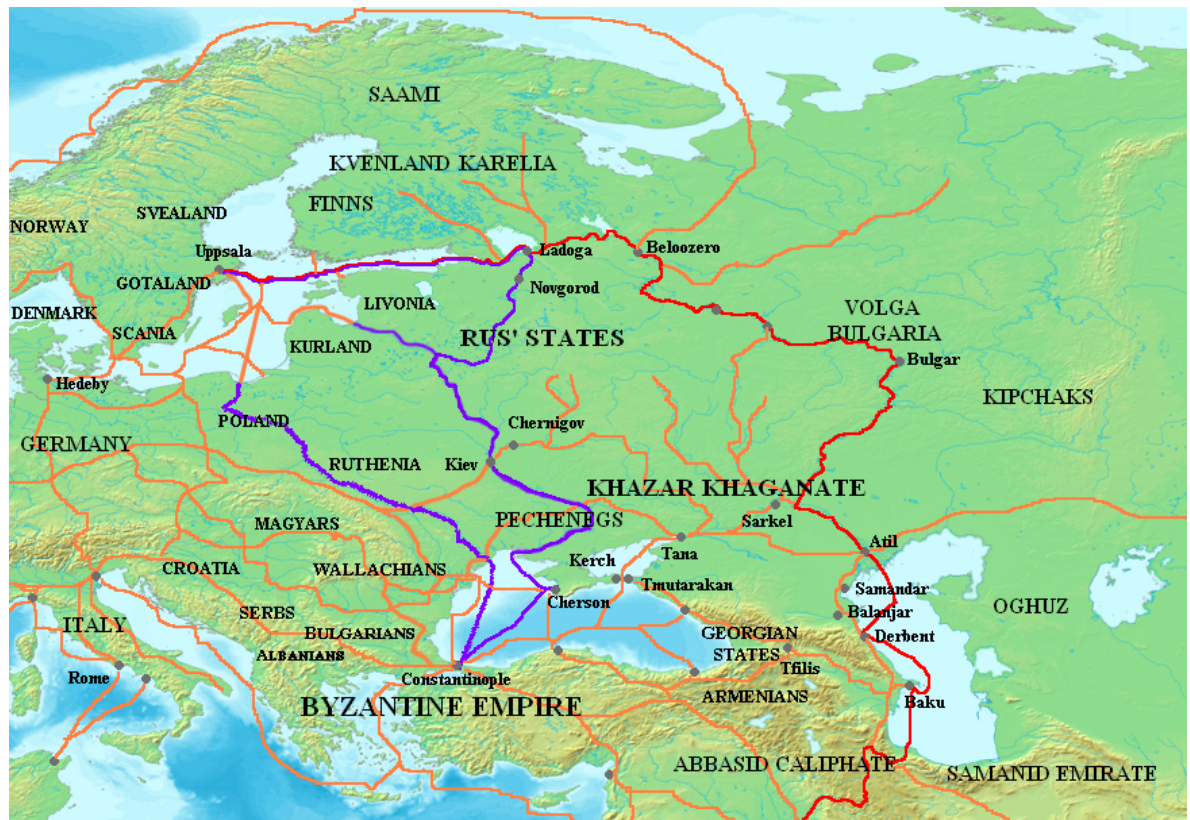 SAAMI
KVENLAND KARELIA
FINNS
SVEALAND
NORWAY
Uppsala
Ladoga
Beloozero
GOTALAND
Novgorod
LIVONIA
VOLGA
BULGARIA
DENMARK
SCANIA
KURLAND
RUS' STATES
Bulgar
Hedeby
KIPCHAKS
POLAND
Chernigov
GERMANY
RUTHENIA
Kiev
KHAZAR KHAGANATE
PECHENEGS
Sarkel
MAGYARS
Tana
Atil
CROATIA
WALLACHIANS
Kerch
Tmutarakan
Samandar
Cherson
OGHUZ
SERBS
Balanjar
ITALY
BULGARIANS
GEORGIAN
STATES
Derbent
ALBANIANS
Rome
Constantinople
Tfilis
ARMENIANS
Baku
BYZANTINE EMPIRE
ABBASID CALIPHATE
SAMANID EMIRATE